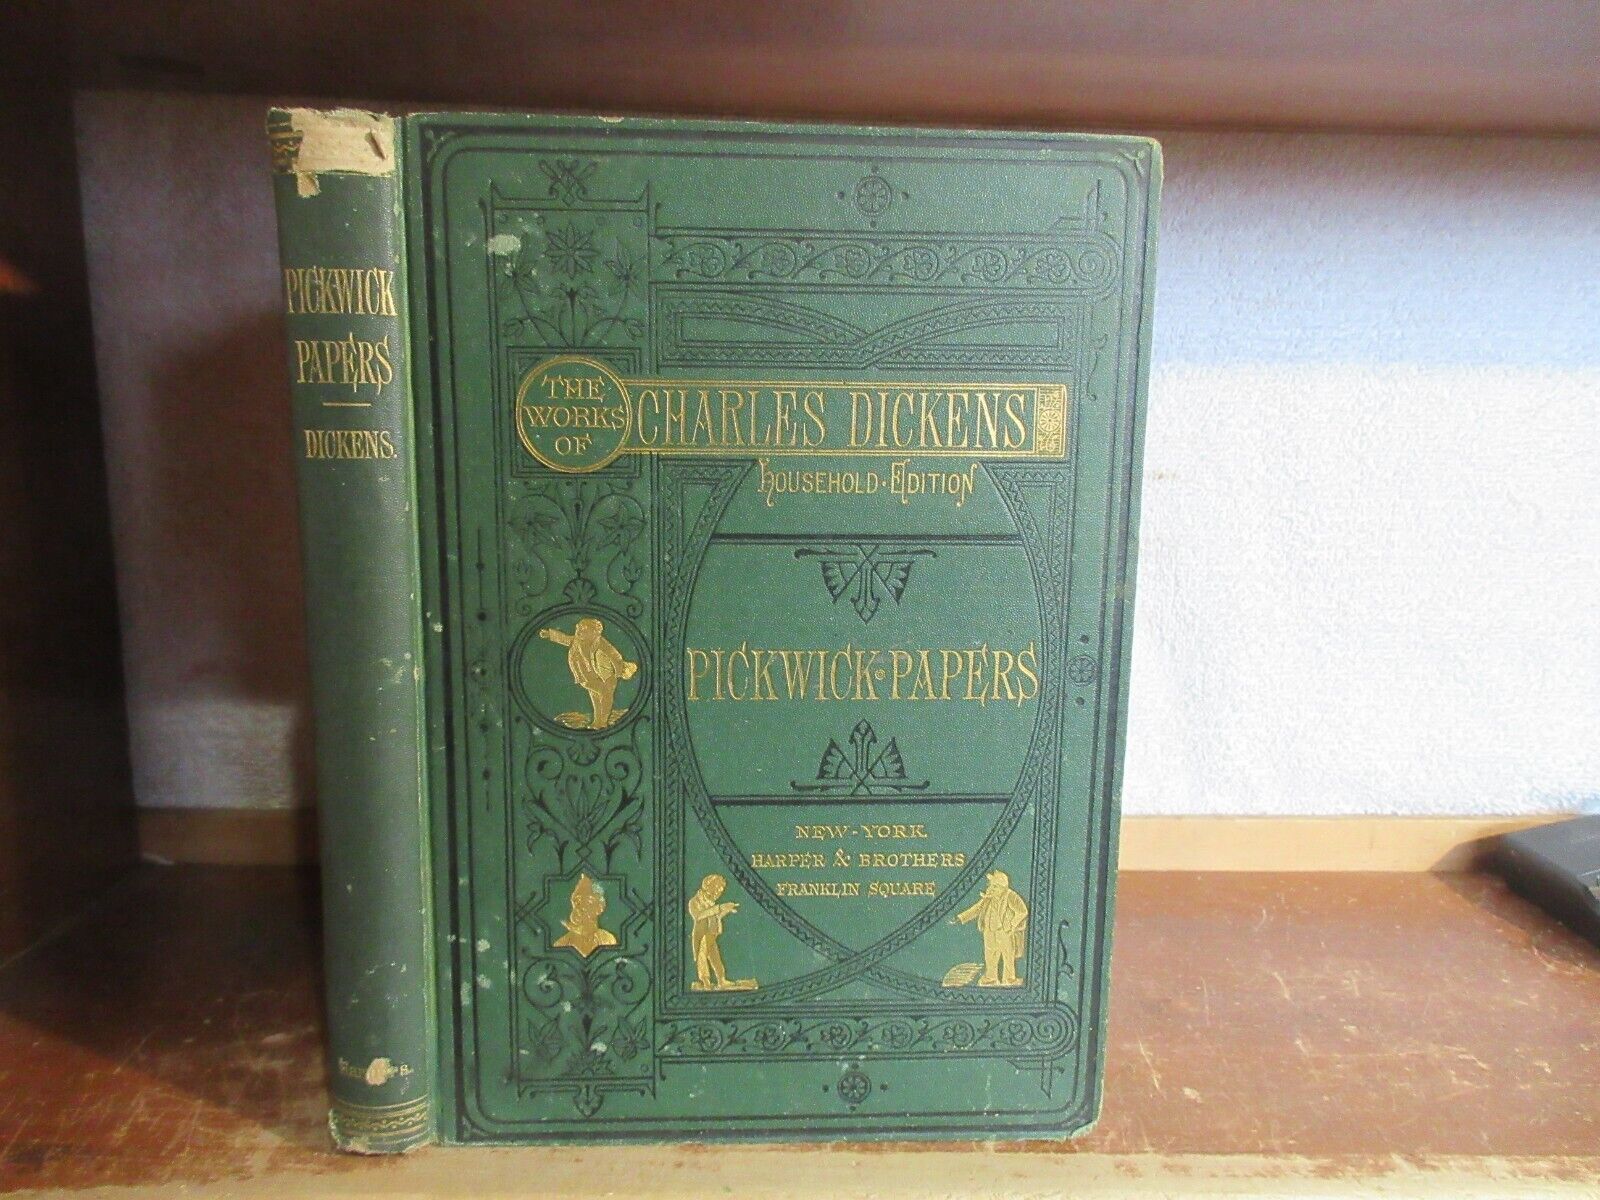 PICKWICK
PAPERS
DICKENS.
THE
WORKS
OF
CHARLES DICKENS
HOUSEHOLD · EDITION
PICKWICK PAPERS
NEW-YORK
HARPER & BROTHERS
FRANKLIN SQUARE